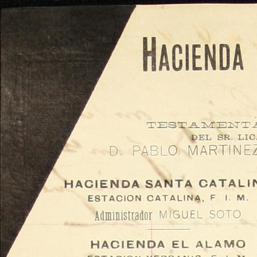 HACIENDA
TESTAMENTA
DEL SR. LIC.
D. PABLO MARTINEZ
HACIENDA SANTA CATALIN
ESTACION CATALINA, F. I. M.
Administrador MIGUEL SOTO
HACIENDA EL ALAMO